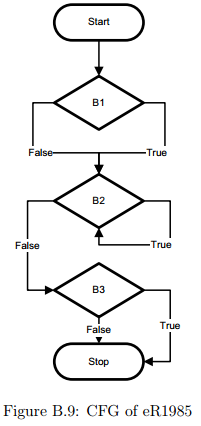 Start
B1
False
True
B2
False
True
B3
False
True
Stop
Figure B.9: CFG of eR1985